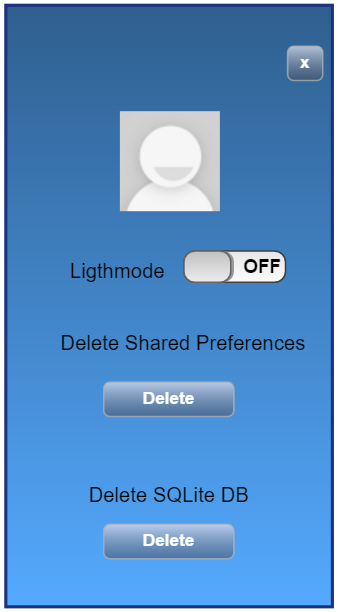 x
Ligthmode
OFF
Delete Shared Preferences
Delete
Delete SQLite DB
Delete